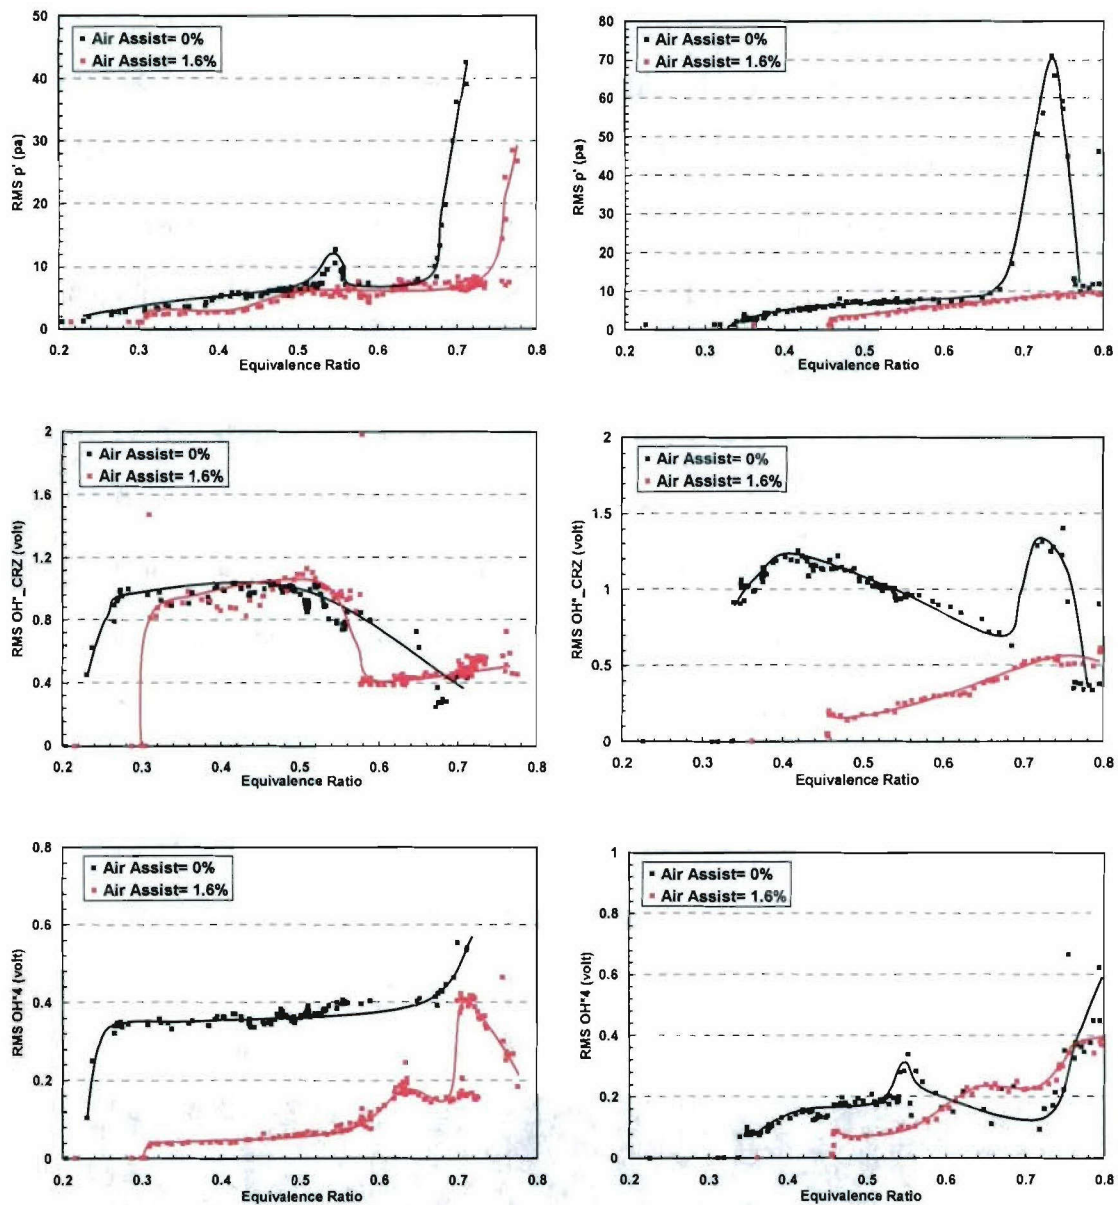 50
40
30
20
10
0
RMS p' (pa)
Air Assist= 0%
Air Assist= 1.6%
0.2 0.3 0.4 0.5 0.6 0.7 0.8
Equivalence Ratio
80
70
60
50
40
30
20
10
0
RMS p' (pa)
Air Assist= 0%
Air Assist= 1.6%
0.2 0.3 0.4 0.5 0.6 0.7 0.8
Equivalence Ratio
2
1.6
1.2
0.8
0.4
0
RMS OH*_CRZ (volt)
Air Assist= 0%
Air Assist= 1.6%
0.2 0.3 0.4 0.5 0.6 0.7 0.8
Equivalence Ratio
2
1.5
1
0.5
0
RMS OH*_CRZ (volt)
Air Assist= 0%
Air Assist= 1.6%
0.2 0.3 0.4 0.5 0.6 0.7 0.8
Equivalence Ratio
0.8
0.6
0.4
0.2
0
RMS OH*4 (volt)
Air Assist= 0%
Air Assist= 1.6%
0.2 0.3 0.4 0.5 0.6 0.7 0.8
Equivalence Ratio
1
0.8
0.6
0.4
0.2
0
RMS OH*4 (volt)
Air Assist= 0%
Air Assist= 1.6%
0.2 0.3 0.4 0.5 0.6 0.7 0.8
Equivalence Ratio